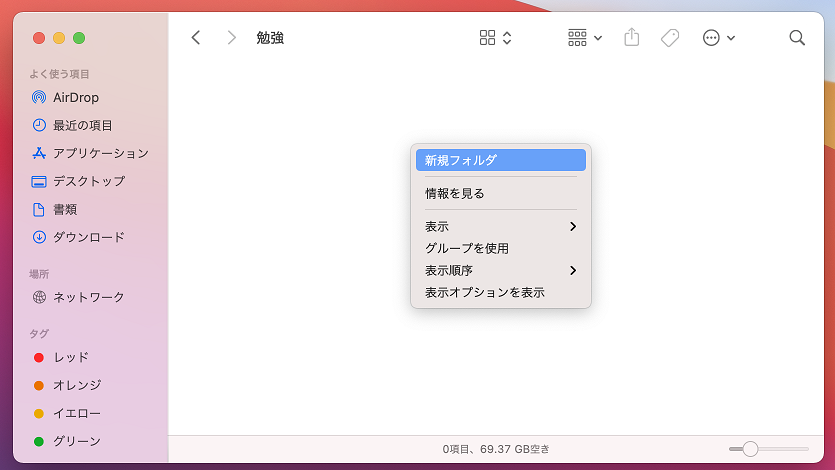 勉強
よく使う項目
AirDrop
最近の項目
アプリケーション
デスクトップ
書類
ダウンロード
場所
ネットワーク
タグ
レッド
オレンジ
イエロー
グリーン
新規フォルダ
情報を見る
表示
グループを使用
表示順序
表示オプションを表示
0項目、69.37 GB空き